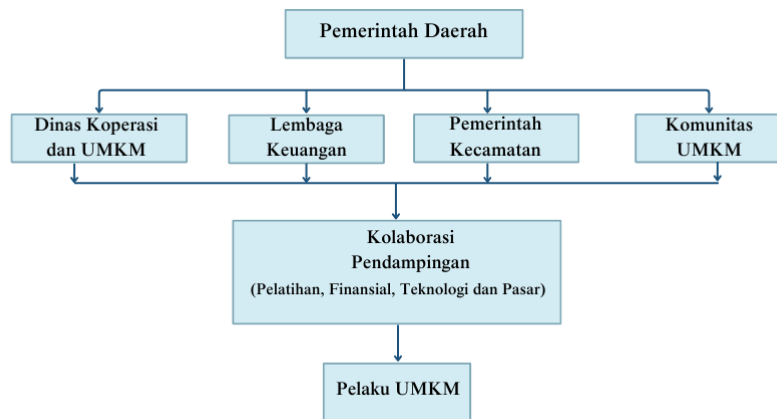 Pemerintah Daerah
Dinas Koperasi
dan UMKM
Lembaga
Keuangan
Pemerintah
Kecamatan
Komunitas
UMKM
Kolaborasi
Pendampingan
(Pelatihan, Finansial, Teknologi dan Pasar)
Pelaku UMKM